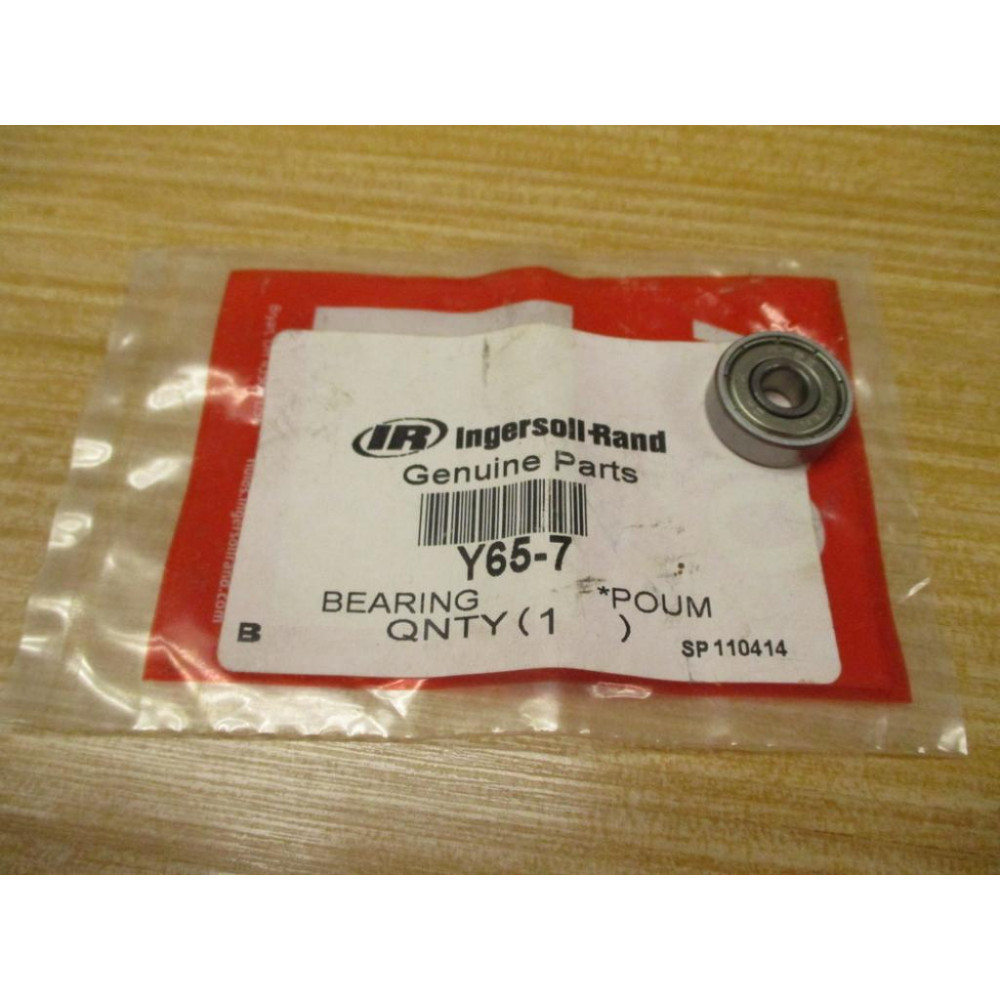 IR Ingersoll-Rand
Genuine Parts
Y65-7
BEARING *POUM
QNTY (1 )
B
SP 110414